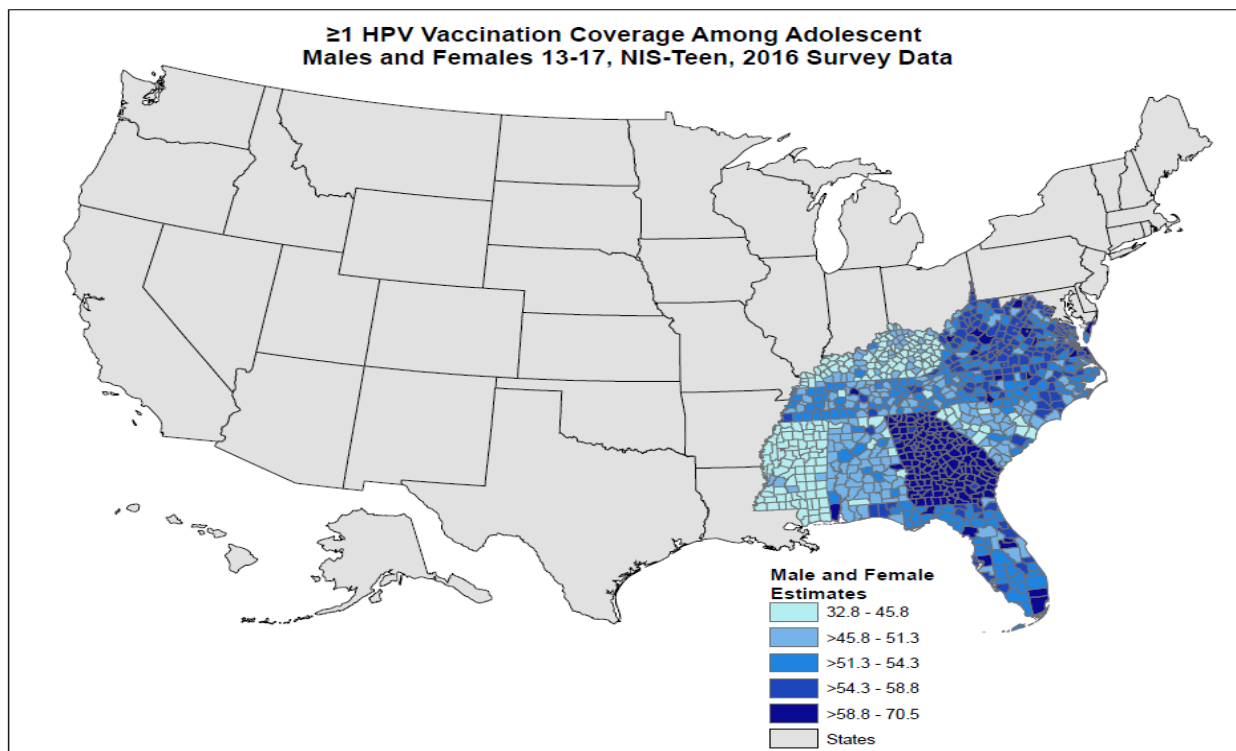 ≥1 HPV Vaccination Coverage Among Adolescent
Males and Females 13-17, NIS-Teen, 2016 Survey Data
Male and Female
Estimates
32.8 - 45.8
>45.8 - 51.3
>51.3 - 54.3
>54.3 - 58.8
>58.8 - 70.5
States